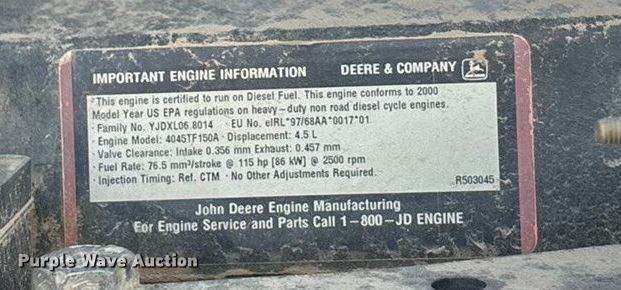 IMPORTANT ENGINE INFORMATION DEERE & COMPANY
This engine is certified to run on Diesel Fuel. This engine conforms to 2000
Model Year US EPA regulations on heavy-duty non road diesel cycle engines.
· Family No. YJDXL06.8014 · EU No. eIRL*97/68AA*0017*01
· Engine Model: 4045TF150A · Displacement: 4.5 L
· Valve Clearance: Intake 0.356 mm Exhaust: 0.457 mm
· Fuel Rate: 76.5 mm³/stroke @ 115 hp [86 kW] @ 2500 rpm
· Injection Timing: Ref. CTM · No Other Adjustments Required.
R503045
John Deere Engine Manufacturing
For Engine Service and Parts Call 1-800-JD ENGINE
Purple Wave Auction